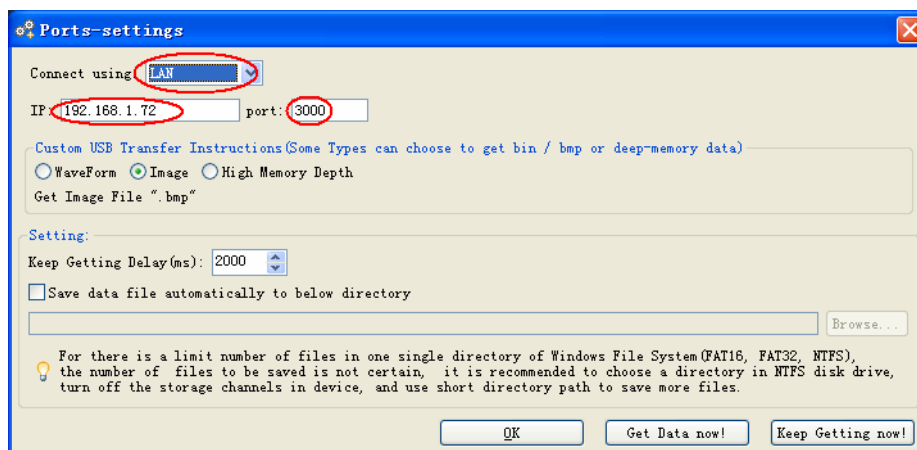 Ports-settings
Connect using: LAN
IP: 192.168.1.72 port: 3000
Custom USB Transfer Instructions(Some Types can choose to get bin / bmp or deep-memory data)
WaveForm Image High Memory Depth
Get Image File ".bmp"
Setting:
Keep Getting Delay(ms): 2000
Save data file automatically to below directory
Browse...
For there is a limit number of files in one single directory of Windows File System(FAT16, FAT32, NTFS),
the number of files to be saved is not certain, it is recommended to choose a directory in NTFS disk drive,
turn off the storage channels in device, and use short directory path to save more files.
OK Get Data now! Keep Getting now!